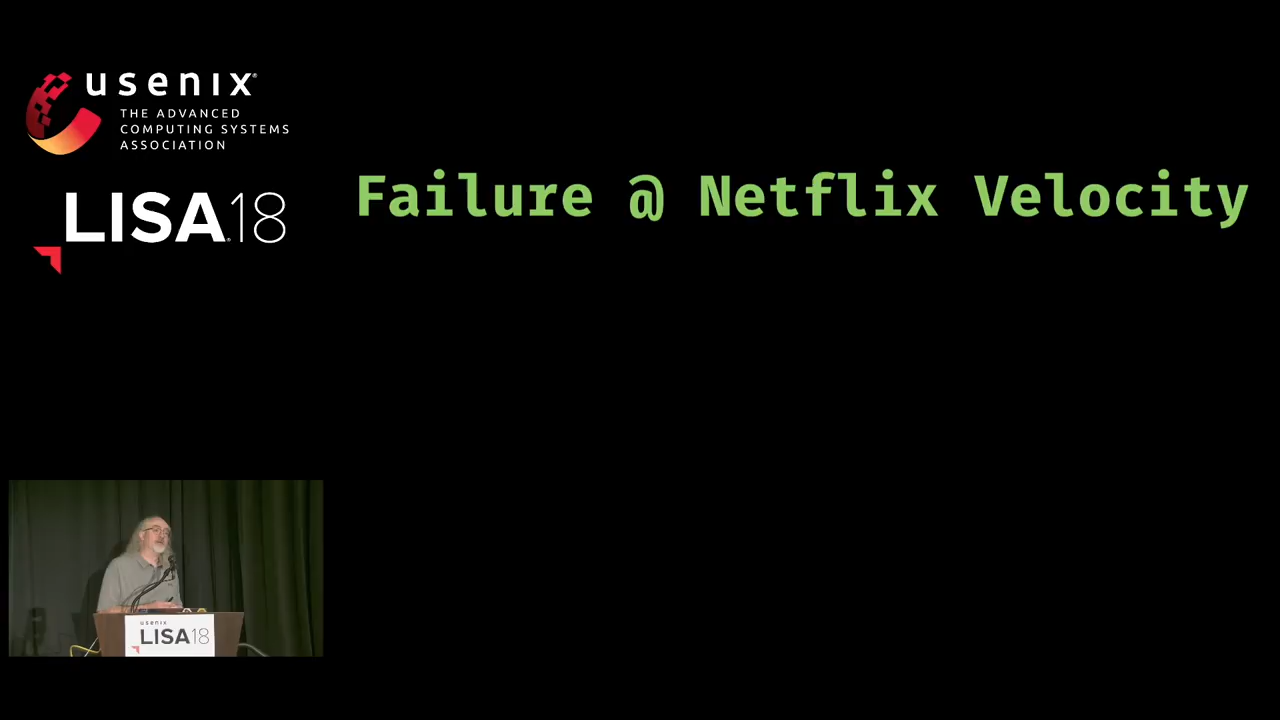 usenix®
THE ADVANCED
COMPUTING SYSTEMS
ASSOCIATION
LISA18
Failure @ Netflix Velocity
usenix
LISA18